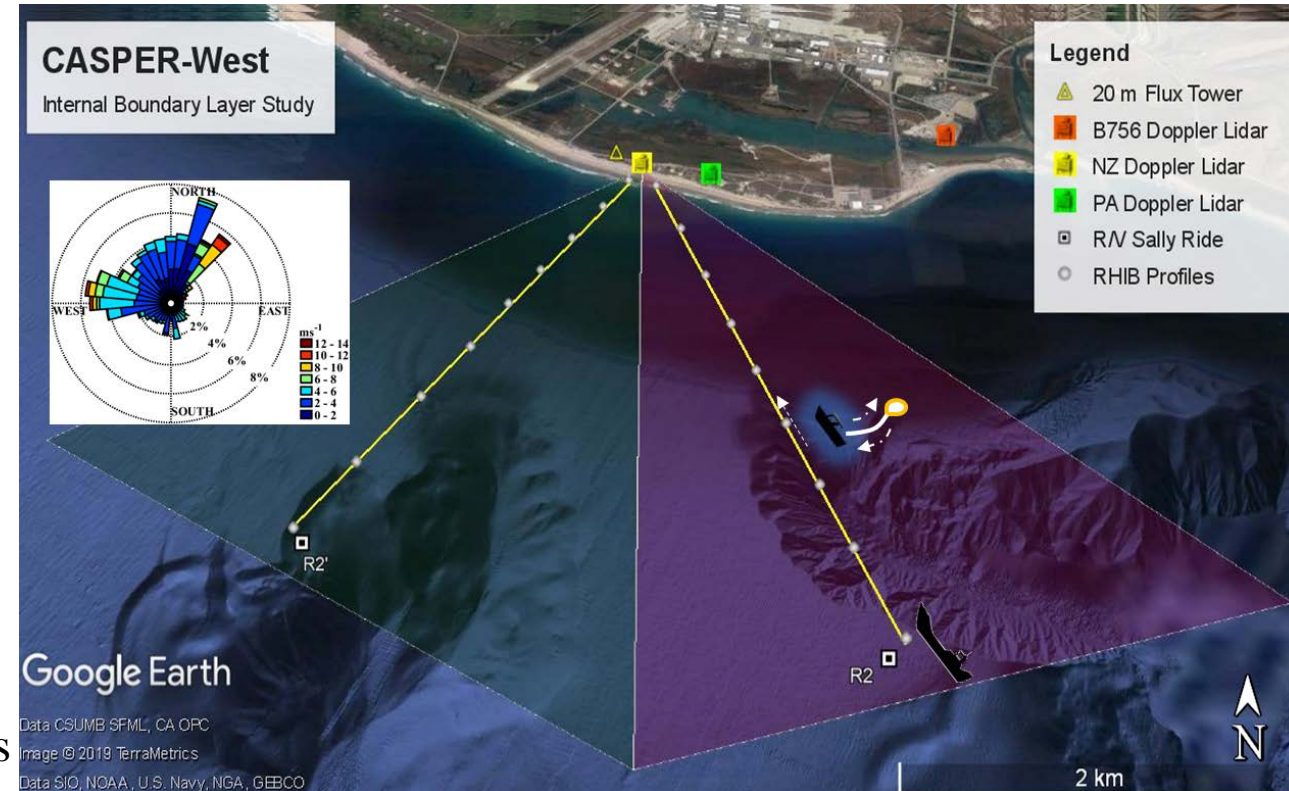 CASPER-West
Internal Boundary Layer Study
Legend
20 m Flux Tower
B756 Doppler Lidar
NZ Doppler Lidar
PA Doppler Lidar
R/V Sally Ride
RHIB Profiles
NORTH
WEST
EAST
SOUTH
2%
4%
6%
8%
ms⁻¹
12 - 14
10 - 12
8 - 10
6 - 8
4 - 6
2 - 4
0 - 2
R2'
R2
Google Earth
Data CSUMB SFML, CA OPC
Image © 2019 TerraMetrics
Data SIO, NOAA, U.S. Navy, NGA, GEBCO
s
N
2 km